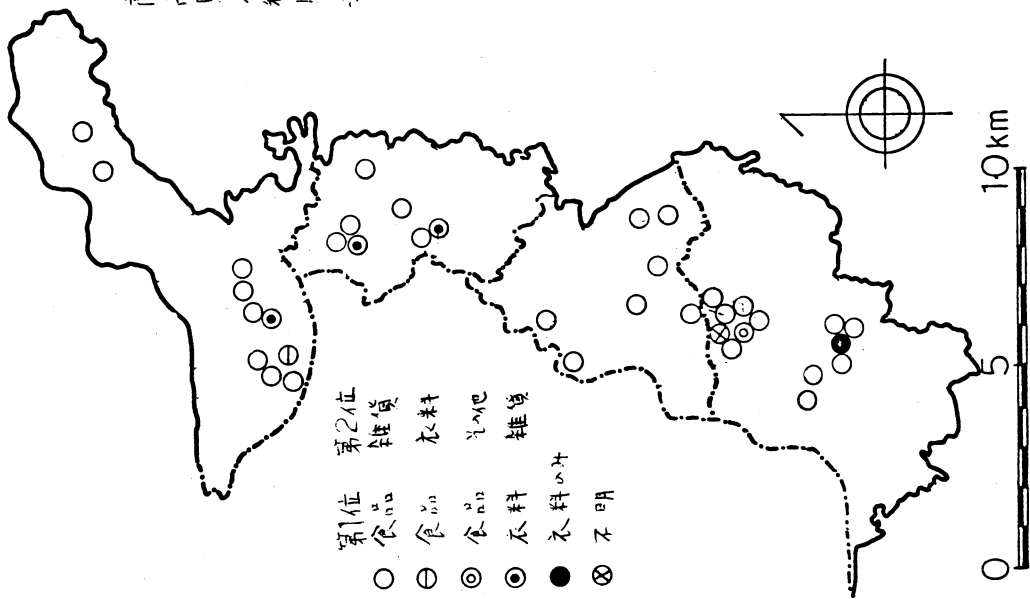 第1位 第2位
○ 食品 雑貨
⊖ 食品 衣料
◎ 食品 その他
◉ 衣料 雑貨
● 衣料のみ
⊗ 不明
0 5 10km